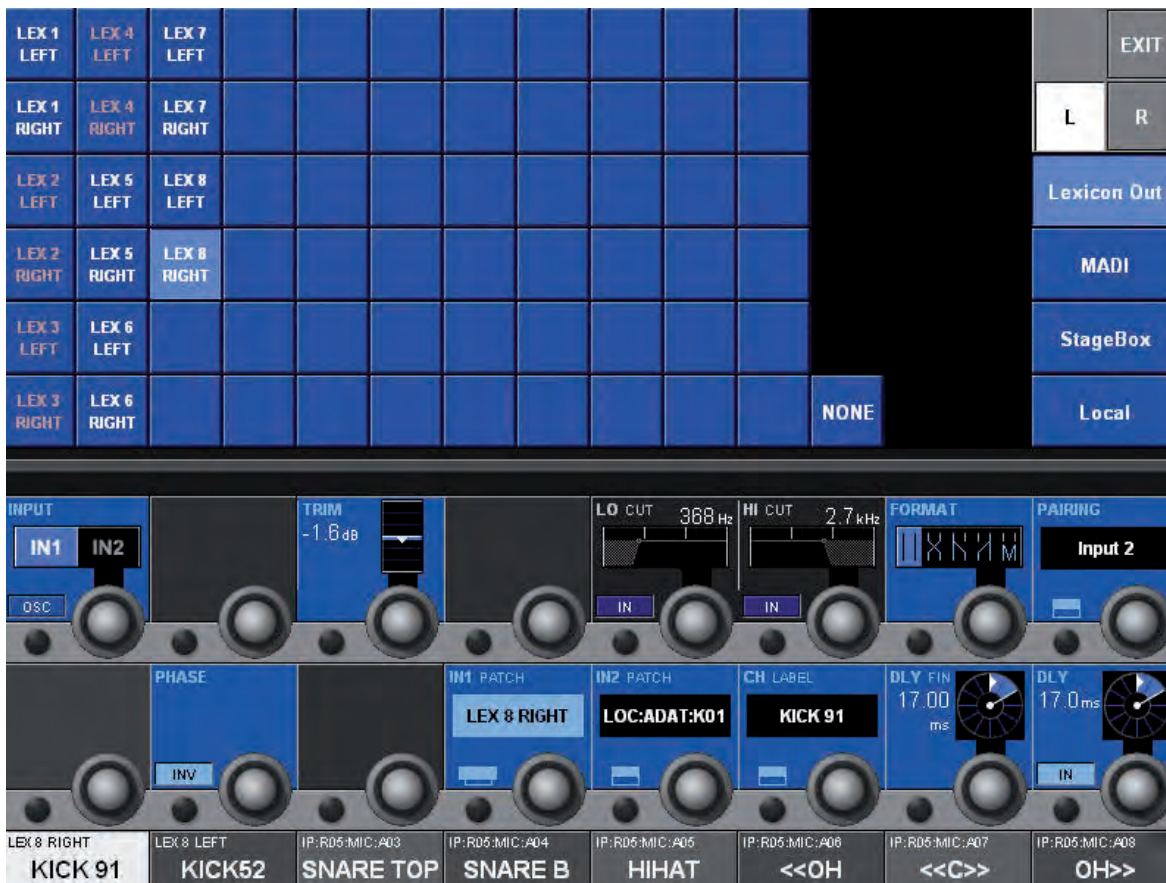 LEX 1 LEFT LEX 4 LEFT LEX 7 LEFT EXIT
LEX 1 RIGHT LEX 4 RIGHT LEX 7 RIGHT L R
LEX 2 LEFT LEX 5 LEFT LEX 8 LEFT Lexicon Out
LEX 2 RIGHT LEX 5 RIGHT LEX 8 RIGHT MADI
LEX 3 LEFT LEX 6 LEFT StageBox
LEX 3 RIGHT LEX 6 RIGHT NONE Local
INPUT TRIM LO CUT 368 Hz HI CUT 2.7 kHz FORMAT PAIRING
-1.6 dB
IN1 IN2 M Input 2
OSC IN IN
PHASE IN1 PATCH IN2 PATCH CH LABEL DLY FIN DLY
17.00 ms 17.0 ms
LEX 8 RIGHT LOC:ADAT:K01 KICK 91
INV IN
LEX 8 RIGHT LEX 8 LEFT IP:R05:MIC:A03 IP:R05:MIC:A04 IP:R05:MIC:A05 IP:R05:MIC:A06 IP:R05:MIC:A07 IP:R05:MIC:A08
KICK 91 KICK52 SNARE TOP SNARE B HIHAT <<OH <<C>> OH>>